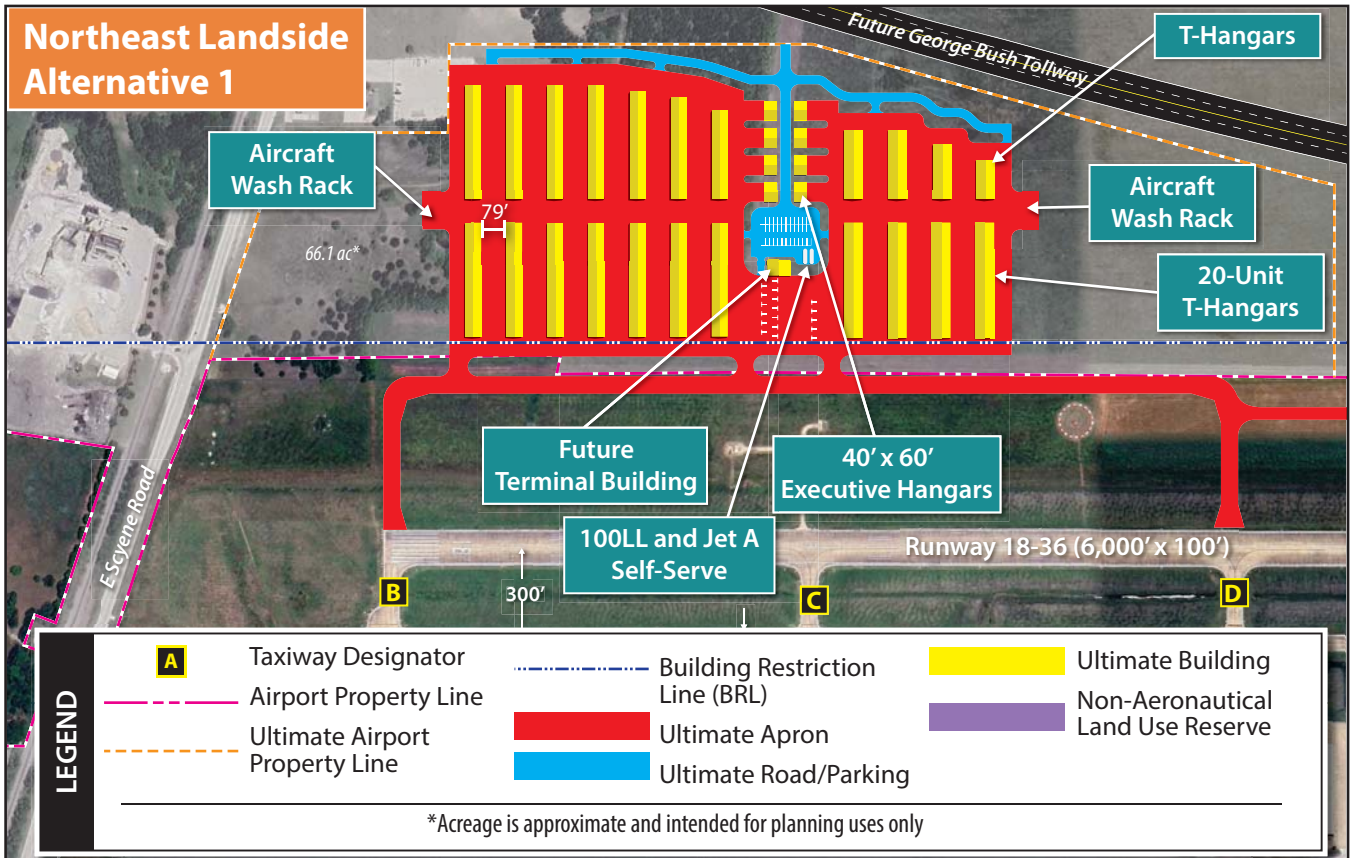 Northeast Landside
Alternative 1
Future George Bush Tollway
T-Hangars
Aircraft
Wash Rack
79'
66.1 ac*
Aircraft
Wash Rack
20-Unit
T-Hangars
Future
Terminal Building
40' x 60'
Executive Hangars
100LL and Jet A
Self-Serve
E Scyene Road
Runway 18-36 (6,000' x 100')
300'
B
C
D
LEGEND
A
Taxiway Designator
Airport Property Line
Ultimate Airport
Property Line
Building Restriction
Line (BRL)
Ultimate Apron
Ultimate Road/Parking
Ultimate Building
Non-Aeronautical
Land Use Reserve
*Acreage is approximate and intended for planning uses only